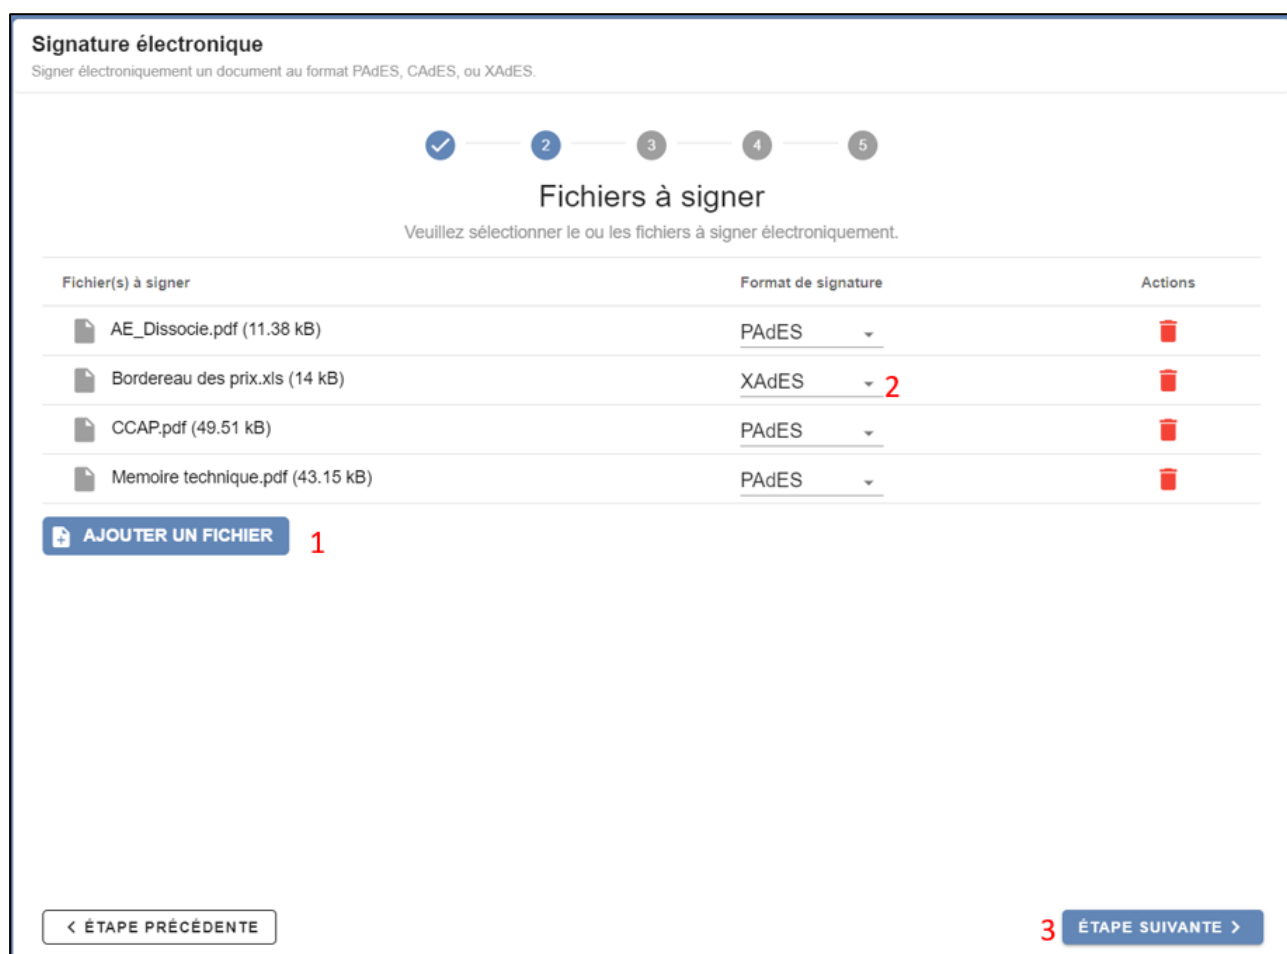 Signature électronique
Signer électroniquement un document au format PAdES, CAdES, ou XAdES.
2 3 4 5
Fichiers à signer
Veuillez sélectionner le ou les fichiers à signer électroniquement.
Fichier(s) à signer Format de signature Actions
AE_Dissocie.pdf (11.38 kB) PAdES
Bordereau des prix.xls (14 kB) XAdES 2
CCAP.pdf (49.51 kB) PAdES
Memoire technique.pdf (43.15 kB) PAdES
AJOUTER UN FICHIER 1
< ÉTAPE PRÉCÉDENTE 3 ÉTAPE SUIVANTE >